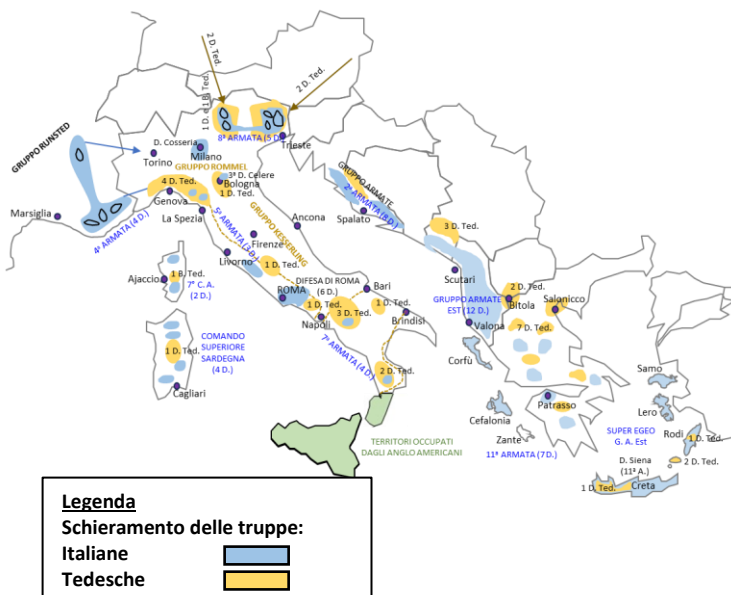 2 D. Ted.
1 D. e 1 B. Ted.
2 D. Ted.
GRUPPO RUNSTED
D. Cosseria
Torino
Milano
8ª ARMATA (5 D.)
Trieste
GRUPPO ROMMEL
4 D. Ted.
3ª D. Celere
Bologna
1 D. Ted.
Genova
La Spezia
Marsiglia
4ª ARMATA (4 D.)
5ª ARMATA (3 D.)
Firenze
Livorno
GRUPPO KESSERLING
Ancona
GRUPPO ARMATE
2ª ARMATA (8 D.)
Spalato
3 D. Ted.
Ajaccio
1 B. Ted.
7° C. A.
(2 D.)
1 D. Ted.
DIFESA DI ROMA
(6 D.)
ROMA
1 D. Ted.
Napoli
3 D. Ted.
Bari
1 D. Ted.
Brindisi
Scutari
GRUPPO ARMATE
EST (12 D.)
Valona
2 D. Ted.
Bitola
Salonicco
7 D. Ted.
COMANDO
SUPERIORE
SARDEGNA
(4 D.)
1 D. Ted.
Cagliari
7ª ARMATA (4 D.)
2 D. Ted.
Corfù
Cefalonia
Zante
Patrasso
11ª ARMATA (7 D.)
TERRITORI OCCUPATI
DAGLI ANGLO AMERICANI
SUPER EGEO
G. A. Est
Samo
Lero
Rodi
1 D. Ted.
2 D. Ted.
D. Siena
(11ª A.)
1 D. Ted.
Creta
Legenda
Schieramento delle truppe:
Italiane
Tedesche